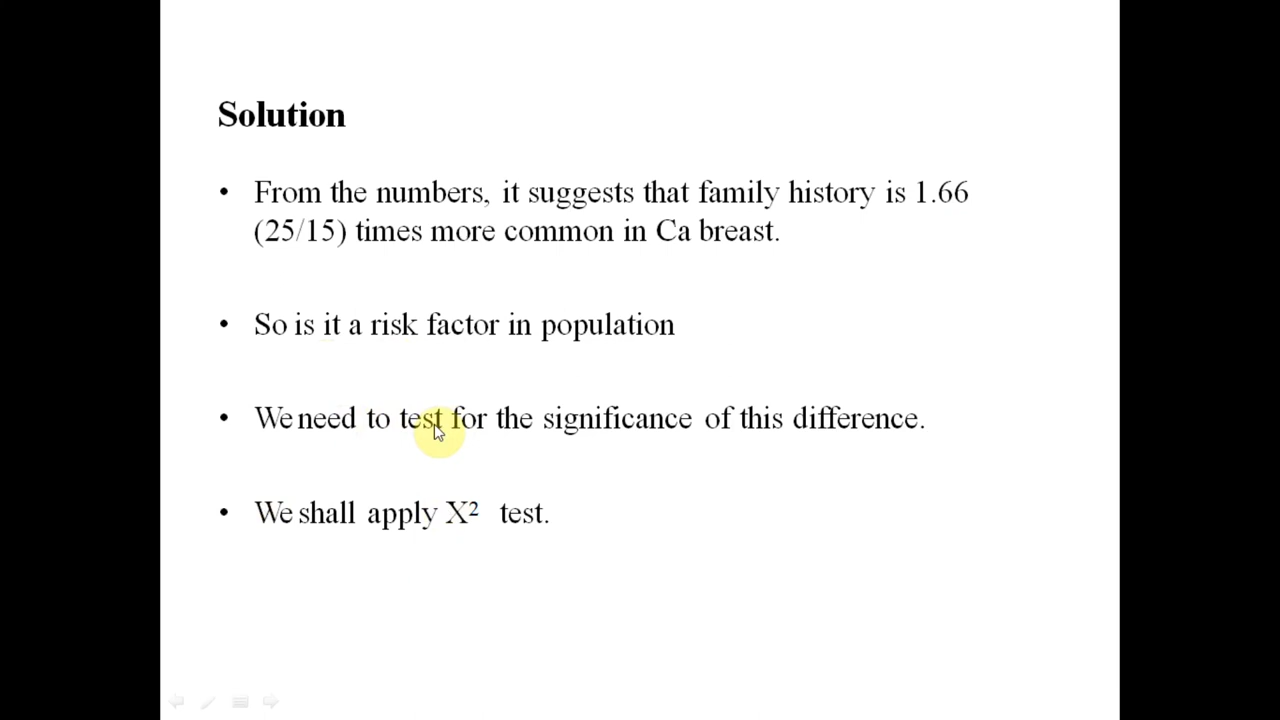 Solution
• From the numbers, it suggests that family history is 1.66
(25/15) times more common in Ca breast.
• So is it a risk factor in population
• We need to test for the significance of this difference.
• We shall apply X² test.